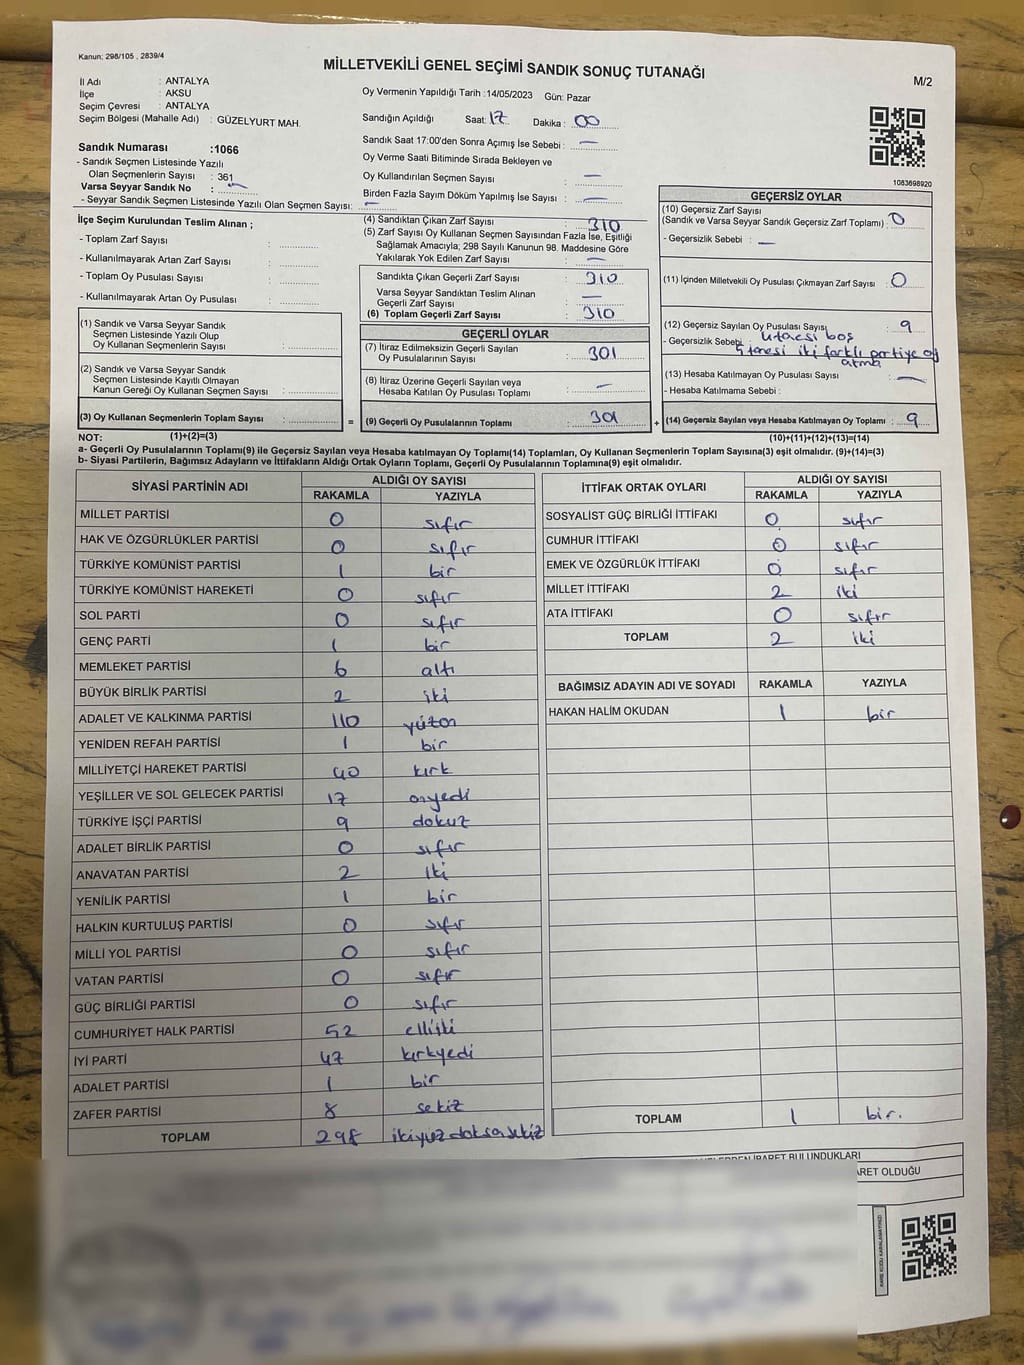 Kanun; 298/105 , 2839/4
MİLLETVEKİLİ GENEL SEÇİMİ SANDIK SONUÇ TUTANAĞI
M/2
İl Adı : ANTALYA
İlçe : AKSU
Seçim Çevresi : ANTALYA
Seçim Bölgesi (Mahalle Adı) : GÜZELYURT MAH.
Sandık Numarası :1066
- Sandık Seçmen Listesinde Yazılı
Olan Seçmenlerin Sayısı : 361
Varsa Seyyar Sandık No : —
- Seyyar Sandık Seçmen Listesinde Yazılı Olan Seçmen Sayısı: —
Oy Vermenin Yapıldığı Tarih :14/05/2023 Gün: Pazar
Sandığın Açıldığı Saat: 17 Dakika : 00
Sandık Saat 17:00'den Sonra Açımış İse Sebebi : —
Oy Verme Saati Bitiminde Sırada Bekleyen ve
Oy Kullandırılan Seçmen Sayısı : —
Birden Fazla Sayım Döküm Yapılmış İse Sayısı : —
1083698920
İlçe Seçim Kurulundan Teslim Alınan ;
- Toplam Zarf Sayısı :
- Kullanılmayarak Artan Zarf Sayısı :
- Toplam Oy Pusulası Sayısı :
- Kullanılmayarak Artan Oy Pusulası :
(1) Sandık ve Varsa Seyyar Sandık
Seçmen Listesinde Yazılı Olup
Oy Kullanan Seçmenlerin Sayısı :
(2) Sandık ve Varsa Seyyar Sandık
Seçmen Listesinde Kayıtlı Olmayan
Kanun Gereği Oy Kullanan Seçmen Sayısı :
(3) Oy Kullanan Seçmenlerin Toplam Sayısı :
(4) Sandıktan Çıkan Zarf Sayısı : 310
(5) Zarf Sayısı Oy Kullanan Seçmen Sayısından Fazla İse, Eşitliği
Sağlamak Amacıyla; 298 Sayılı Kanunun 98. Maddesine Göre
Yakılarak Yok Edilen Zarf Sayısı : —
Sandıkta Çıkan Geçerli Zarf Sayısı : 310
Varsa Seyyar Sandıktan Teslim Alınan
Geçerli Zarf Sayısı : —
(6) Toplam Geçerli Zarf Sayısı : 310
GEÇERLİ OYLAR
(7) İtiraz Edilmeksizin Geçerli Sayılan
Oy Pusulalarının Sayısı : 301
(8) İtiraz Üzerine Geçerli Sayılan veya
Hesaba Katılan Oy Pusulası Toplamı : —
= (9) Geçerli Oy Pusulalarının Toplamı : 301
GEÇERSİZ OYLAR
(10) Geçersiz Zarf Sayısı
(Sandık ve Varsa Seyyar Sandık Geçersiz Zarf Toplamı) : 0
- Geçersizlik Sebebi : —
(11) İçinden Milletvekili Oy Pusulası Çıkmayan Zarf Sayısı : 0
(12) Geçersiz Sayılan Oy Pusulası Sayısı : 9
- Geçersizlik Sebebi : 4 tanesi boş
5 tanesi iki farklı partiye oy
atma
(13) Hesaba Katılmayan Oy Pusulası Sayısı : —
- Hesaba Katılmama Sebebi :
+ (14) Geçersiz Sayılan veya Hesaba Katılmayan Oy Toplamı : 9
NOT: (1)+(2)=(3)
(10)+(11)+(12)+(13)=(14)
a- Geçerli Oy Pusulalarının Toplamı(9) ile Geçersiz Sayılan veya Hesaba katılmayan Oy Toplamı(14) Toplamları, Oy Kullanan Seçmenlerin Toplam Sayısına(3) eşit olmalıdır. (9)+(14)=(3)
b- Siyasi Partilerin, Bağımsız Adayların ve İttifakların Aldığı Ortak Oyların Toplamı, Geçerli Oy Pusulalarının Toplamına(9) eşit olmalıdır.
SİYASİ PARTİNİN ADI ALDIĞI OY SAYISI
RAKAMLA YAZIYLA
MİLLET PARTİSİ 0 sıfır
HAK VE ÖZGÜRLÜKLER PARTİSİ 0 sıfır
TÜRKİYE KOMÜNİST PARTİSİ 1 bir
TÜRKİYE KOMÜNİST HAREKETİ 0 sıfır
SOL PARTİ 0 sıfır
GENÇ PARTİ 1 bir
MEMLEKET PARTİSİ 6 altı
BÜYÜK BİRLİK PARTİSİ 2 iki
ADALET VE KALKINMA PARTİSİ 110 yüzon
YENİDEN REFAH PARTİSİ 1 bir
MİLLİYETÇİ HAREKET PARTİSİ 40 kırk
YEŞİLLER VE SOL GELECEK PARTİSİ 17 onyedi
TÜRKİYE İŞÇİ PARTİSİ 9 dokuz
ADALET BİRLİK PARTİSİ 0 sıfır
ANAVATAN PARTİSİ 2 iki
YENİLİK PARTİSİ 1 bir
HALKIN KURTULUŞ PARTİSİ 0 sıfır
MİLLİ YOL PARTİSİ 0 sıfır
VATAN PARTİSİ 0 sıfır
GÜÇ BİRLİĞİ PARTİSİ 0 sıfır
CUMHURİYET HALK PARTİSİ 52 elliiki
İYİ PARTİ 47 kırkyedi
ADALET PARTİSİ 1 bir
ZAFER PARTİSİ 8 sekiz
TOPLAM 298 ikiyüzdoksansekiz
İTTİFAK ORTAK OYLARI ALDIĞI OY SAYISI
RAKAMLA YAZIYLA
SOSYALİST GÜÇ BİRLİĞİ İTTİFAKI 0 sıfır
CUMHUR İTTİFAKI 0 sıfır
EMEK VE ÖZGÜRLÜK İTTİFAKI 0 sıfır
MİLLET İTTİFAKI 2 iki
ATA İTTİFAKI 0 sıfır
TOPLAM 2 iki
BAĞIMSIZ ADAYIN ADI VE SOYADI RAKAMLA YAZIYLA
HAKAN HALİM OKUDAN 1 bir
TOPLAM 1 bir.
İBARET BULUNDUKLARI
OLDUĞU